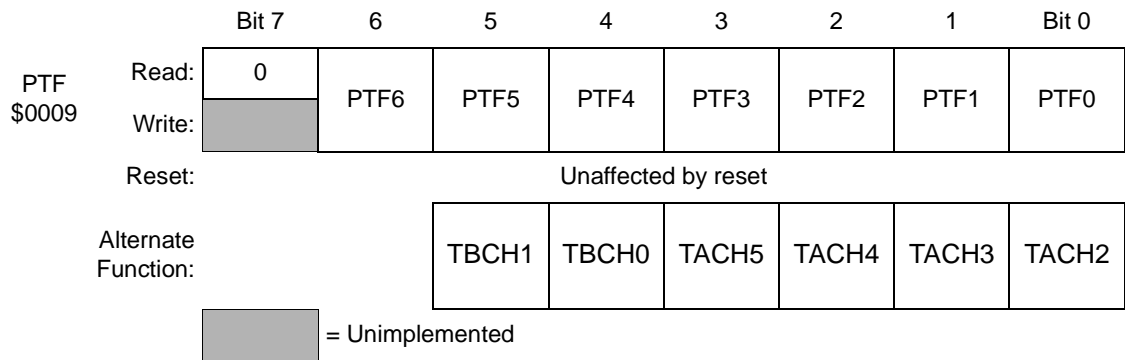 Bit 7 6 5 4 3 2 1 Bit 0
PTF $0009 Read: 0 PTF6 PTF5 PTF4 PTF3 PTF2 PTF1 PTF0
Write:
Reset: Unaffected by reset
Alternate Function: TBCH1 TBCH0 TACH5 TACH4 TACH3 TACH2
= Unimplemented